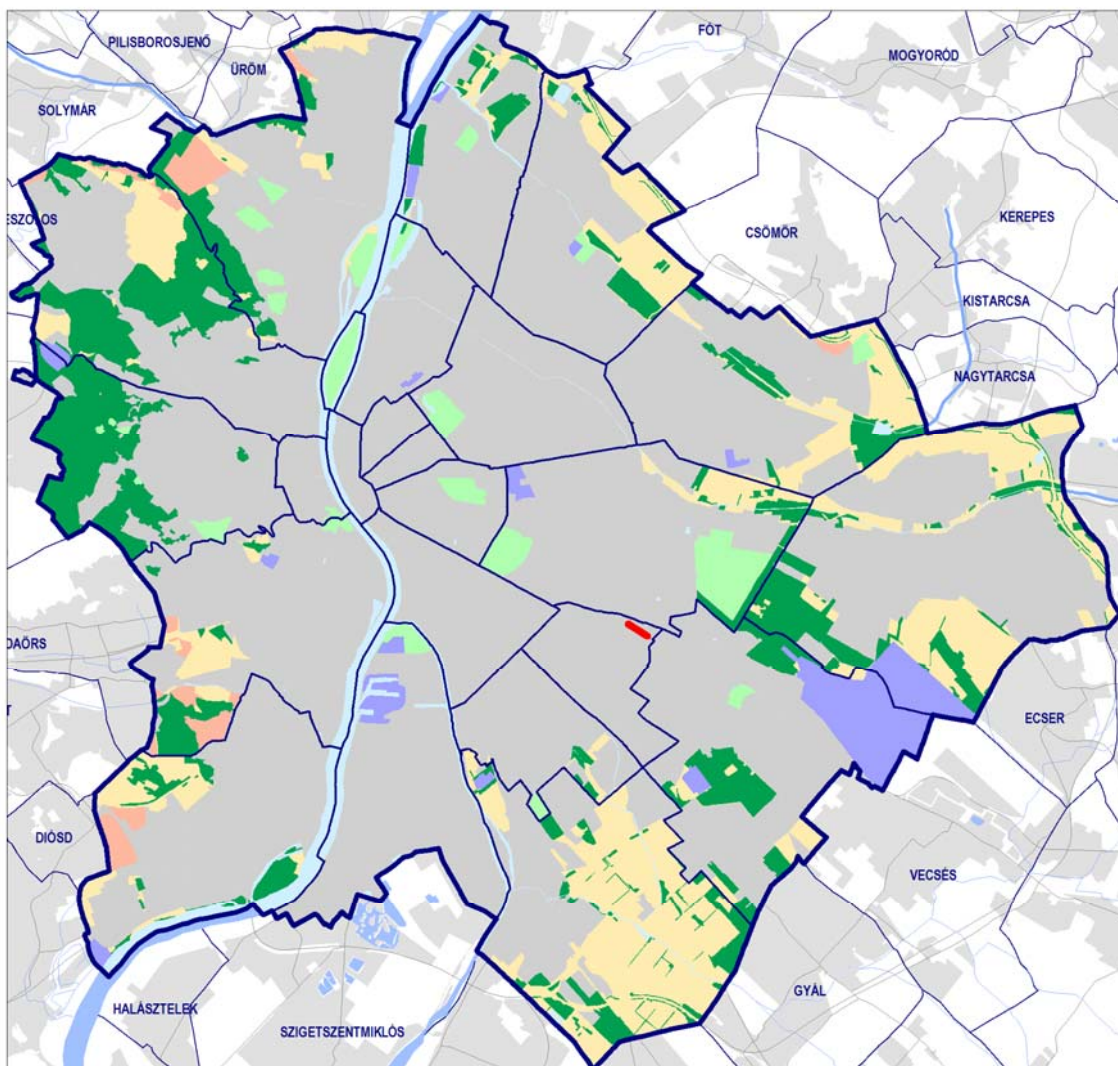 PILISBOROSJENŐ
ÜRÖM
FÓT
MOGYORÓD
SOLYMÁR
CSÖMÖR
KEREPES
KISTARCSA
NAGYTARCSA
ECSER
DIÓSD
VECSÉS
GYÁL
HALÁSZTELEK
SZIGETSZENTMIKLÓS